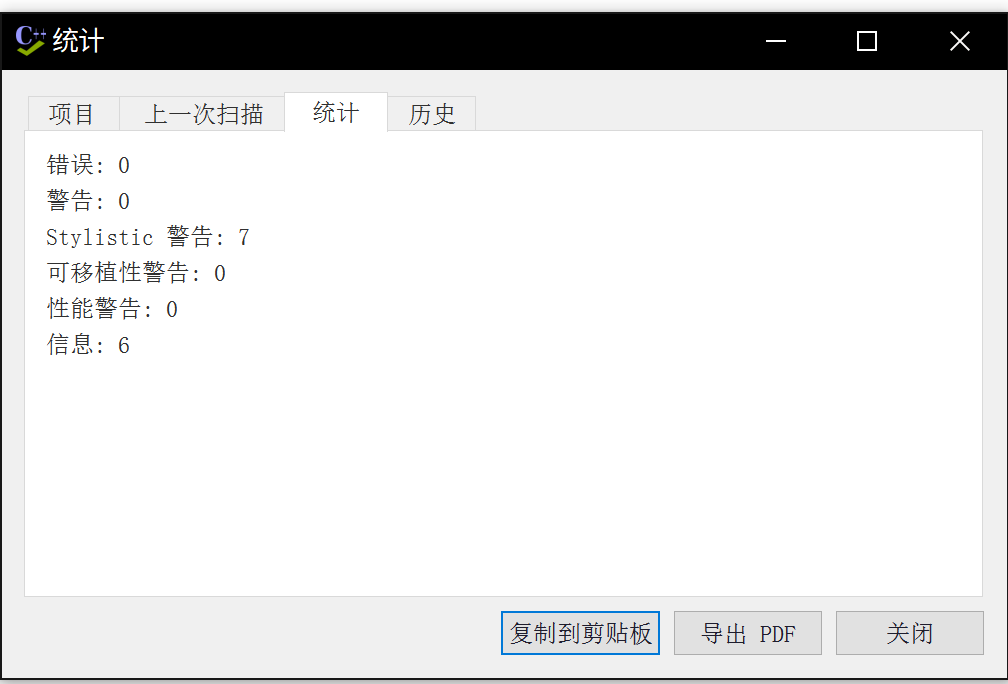 C++ 统计
项目 上一次扫描 统计 历史
错误: 0
警告: 0
Stylistic 警告: 7
可移植性警告: 0
性能警告: 0
信息: 6
复制到剪贴板 导出 PDF 关闭